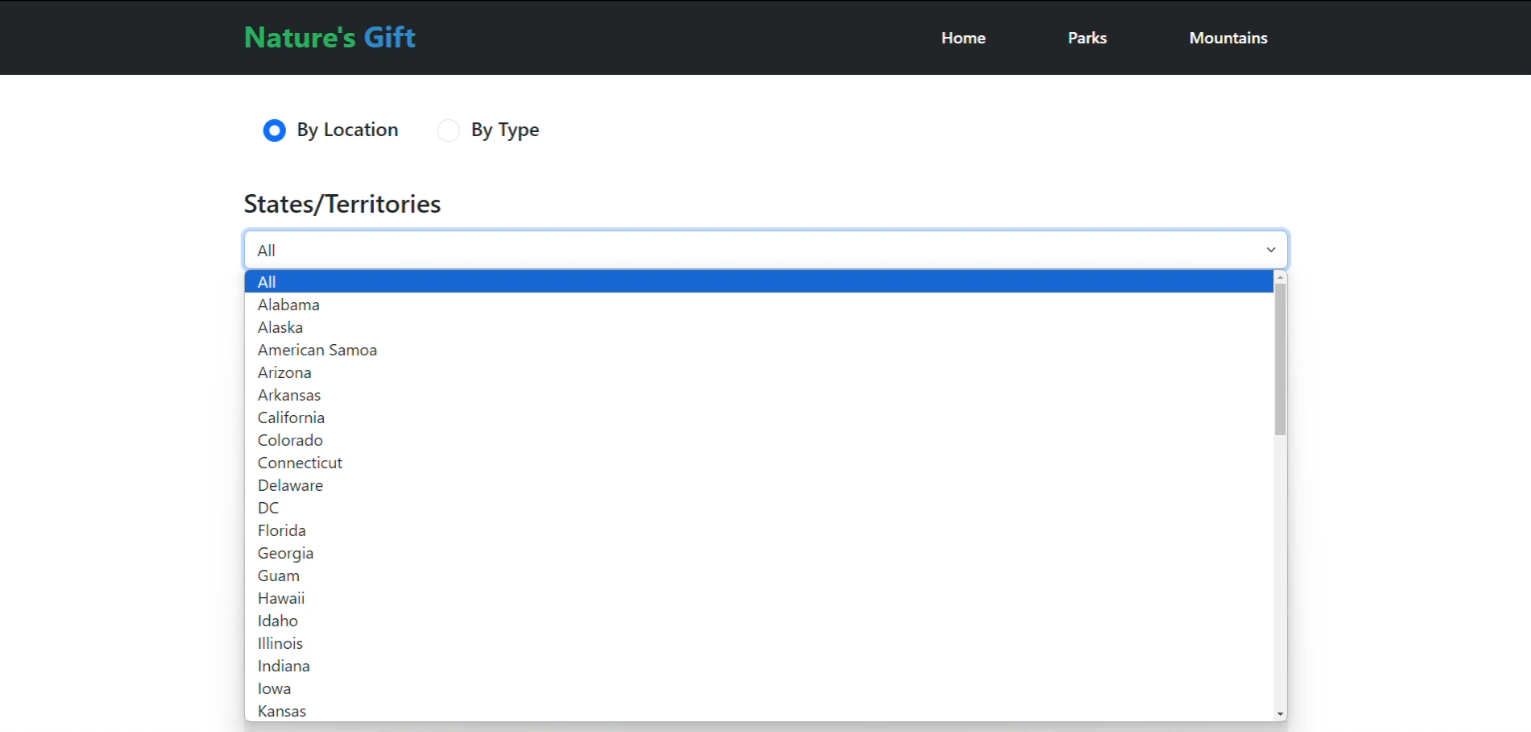 Nature's Gift Home Parks Mountains
By Location By Type
States/Territories
All
All
Alabama
Alaska
American Samoa
Arizona
Arkansas
California
Colorado
Connecticut
Delaware
DC
Florida
Georgia
Guam
Hawaii
Idaho
Illinois
Indiana
Iowa
Kansas